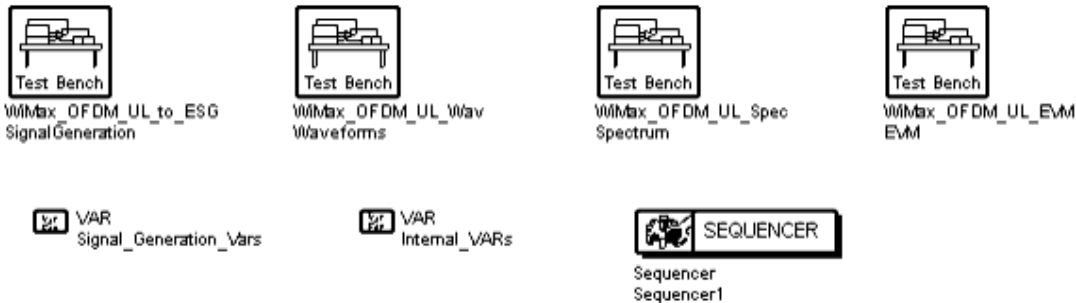 Test Bench
WiMax_OFDM_UL_to_ESG
SignalGeneration
Test Bench
WiMax_OFDM_UL_Wav
Waveforms
Test Bench
WiMax_OFDM_UL_Spec
Spectrum
Test Bench
WiMax_OFDM_UL_EVM
EVM
VAR
Signal_Generation_Vars
VAR
Internal_VARs
SEQUENCER
Sequencer
Sequencer1